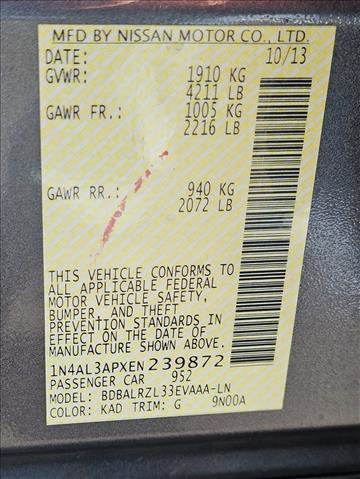 MFD BY NISSAN MOTOR CO., LTD.
DATE: 10/13
GVWR: 1910 KG
4211 LB
GAWR FR.: 1005 KG
2216 LB
GAWR RR.: 940 KG
2072 LB
THIS VEHICLE CONFORMS TO
ALL APPLICABLE FEDERAL
MOTOR VEHICLE SAFETY,
BUMPER, AND THEFT
PREVENTION STANDARDS IN
EFFECT ON THE DATE OF
MANUFACTURE SHOWN ABOVE.
1N4AL3APXEN239872
PASSENGER CAR 952
MODEL: BDBALRZL33EVAAA-LN
COLOR: KAD TRIM: G 9N00A